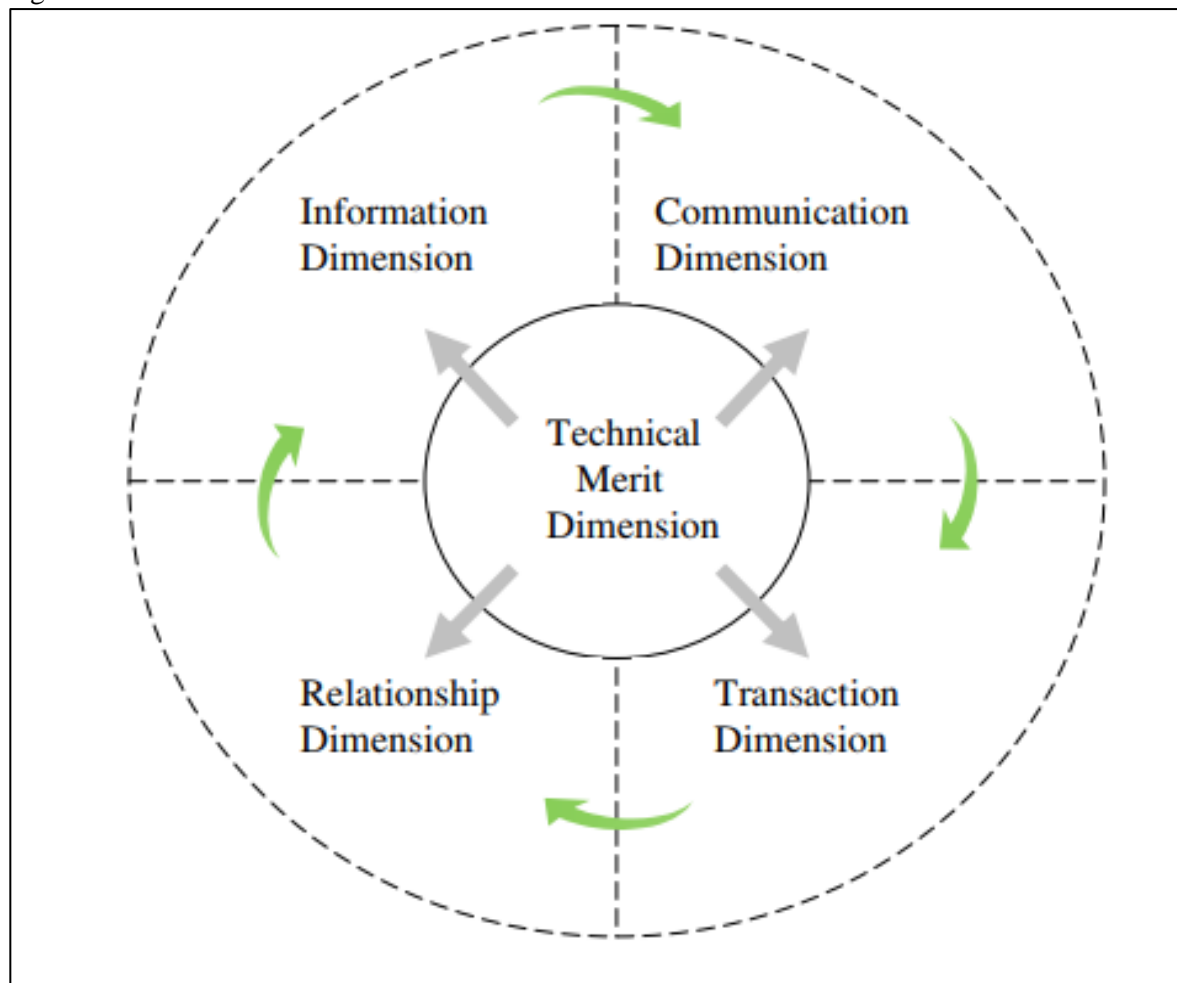 Information
Dimension
Communication
Dimension
Technical
Merit
Dimension
Relationship
Dimension
Transaction
Dimension